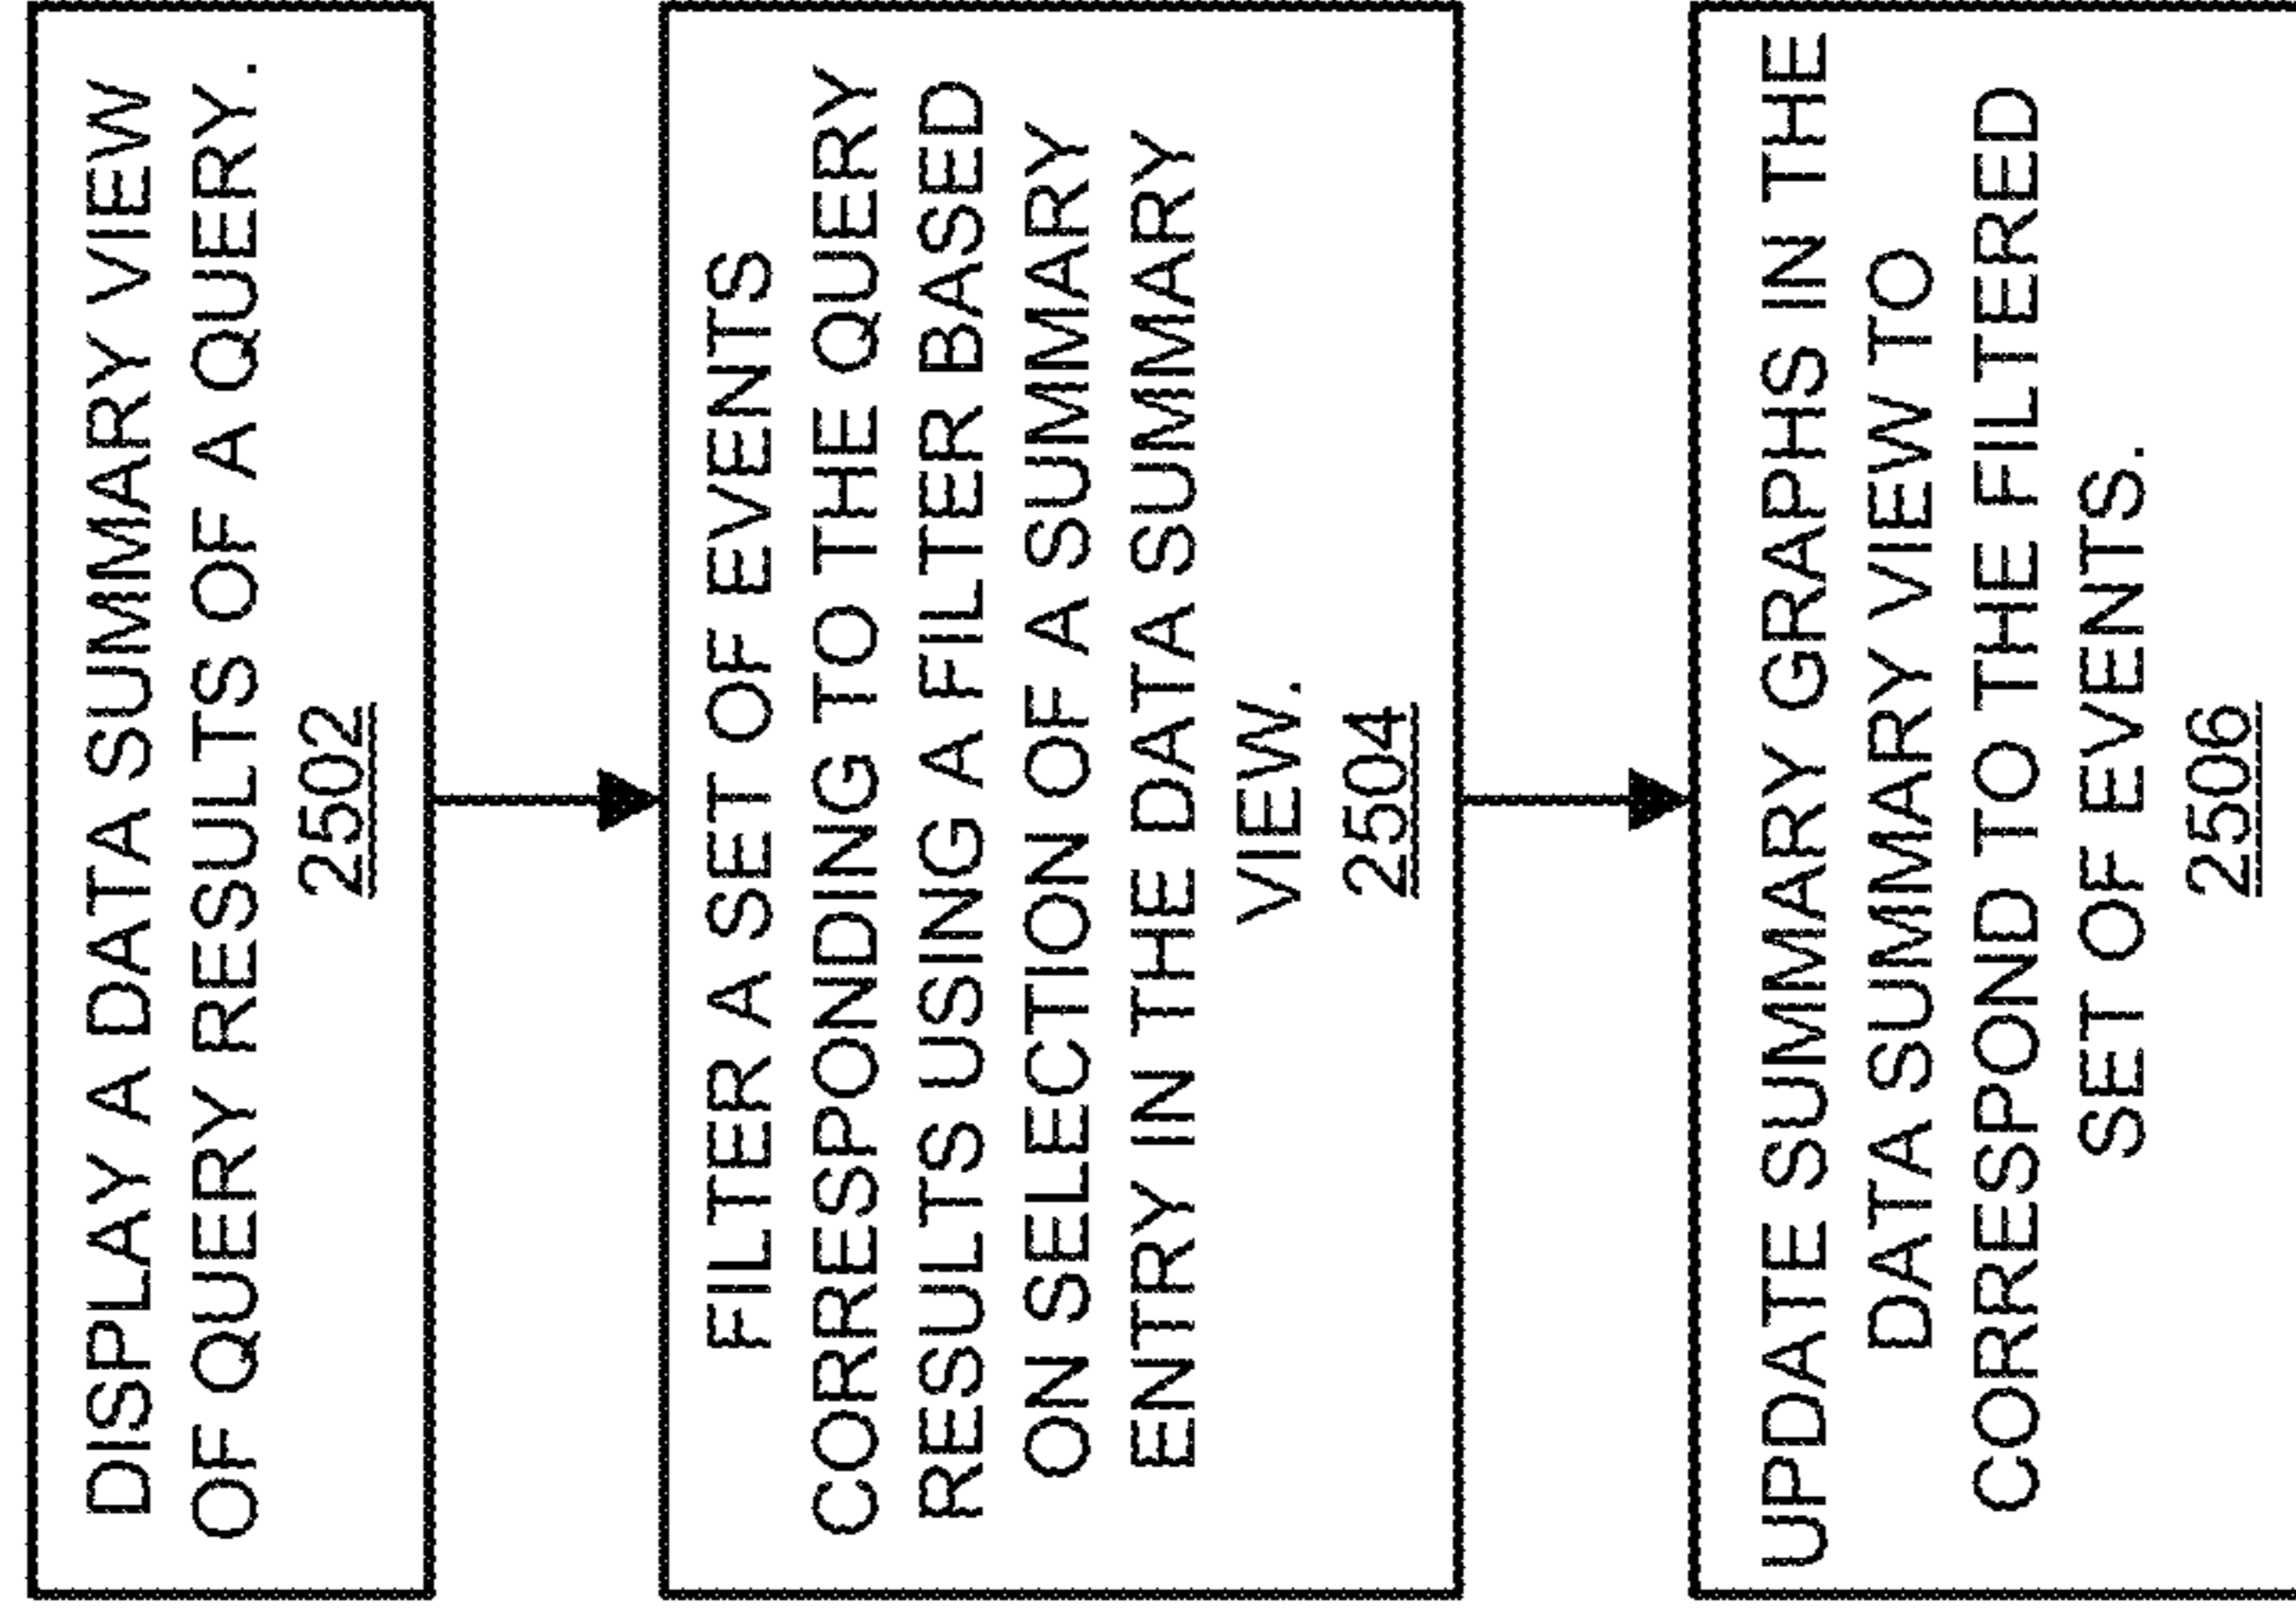 DISPLAY A DATA SUMMARY VIEW
OF QUERY RESULTS OF A QUERY.
2502
FILTER A SET OF EVENTS
CORRESPONDING TO THE QUERY
RESULTS USING A FILTER BASED
ON SELECTION OF A SUMMARY
ENTRY IN THE DATA SUMMARY
VIEW.
2504
UPDATE SUMMARY GRAPHS IN THE
DATA SUMMARY VIEW TO
CORRESPOND TO THE FILTERED
SET OF EVENTS.
2506